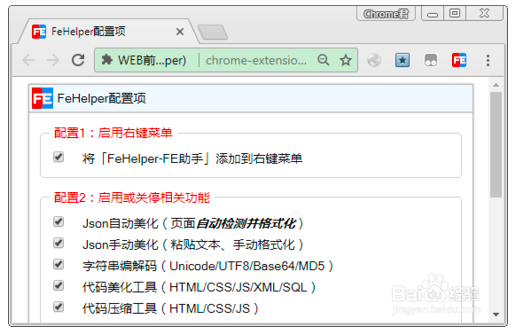 Chrome君
FE FeHelper配置项
WEB前...per) chrome-extensio...
FE
FE FeHelper配置项
配置1：启用右键菜单
将「FeHelper-FE助手」添加到右键菜单
配置2：启用或关停相关功能
Json自动美化（页面自动检测并格式化）
Json手动美化（粘贴文本、手动格式化）
字符串编解码（Unicode/UTF8/Base64/MD5）
代码美化工具（HTML/CSS/JS/XML/SQL）
代码压缩工具（HTML/CSS/JS）
Baidu经验
jingyan.baidu.com